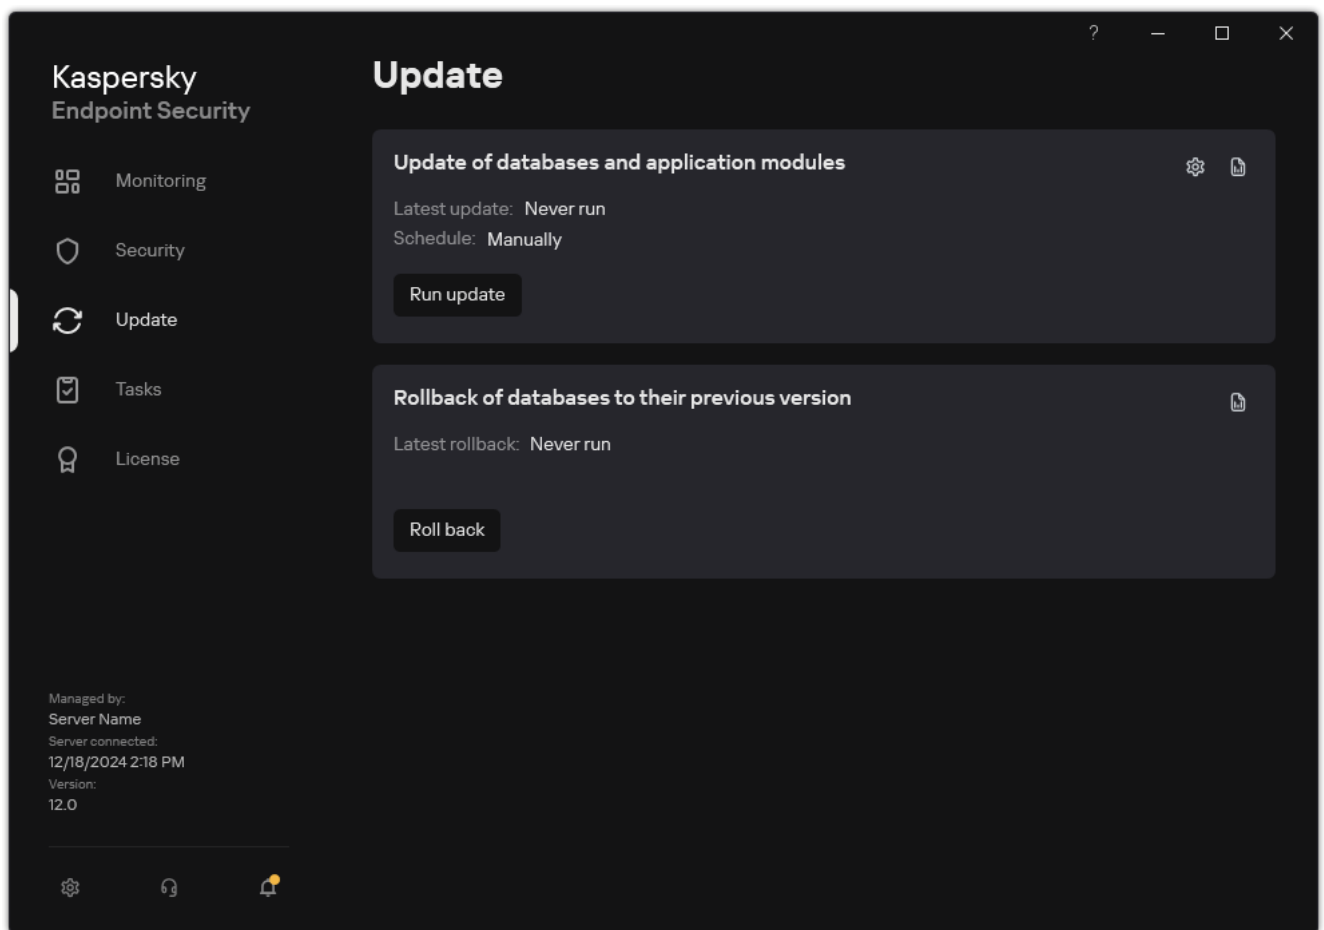 ?
Kaspersky
Endpoint Security
Monitoring
Security
Update
Tasks
License
Managed by:
Server Name
Server connected:
12/18/2024 2:18 PM
Version:
12.0
Update
Update of databases and application modules
Latest update: Never run
Schedule: Manually
Run update
Rollback of databases to their previous version
Latest rollback: Never run
Roll back